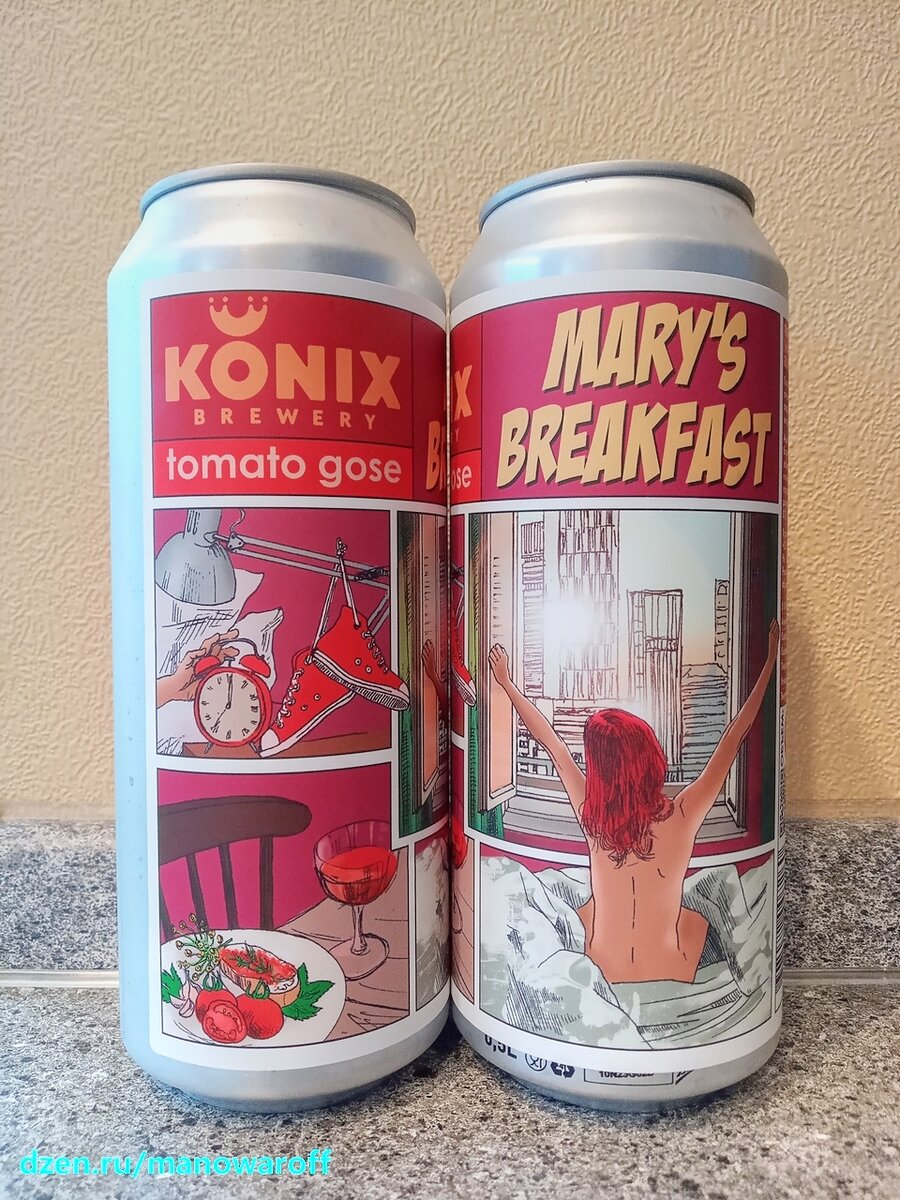 KONIX
BREWERY
tomato gose
MARY'S
BREAKFAST
0,5L
dzen.ru/manowaroff